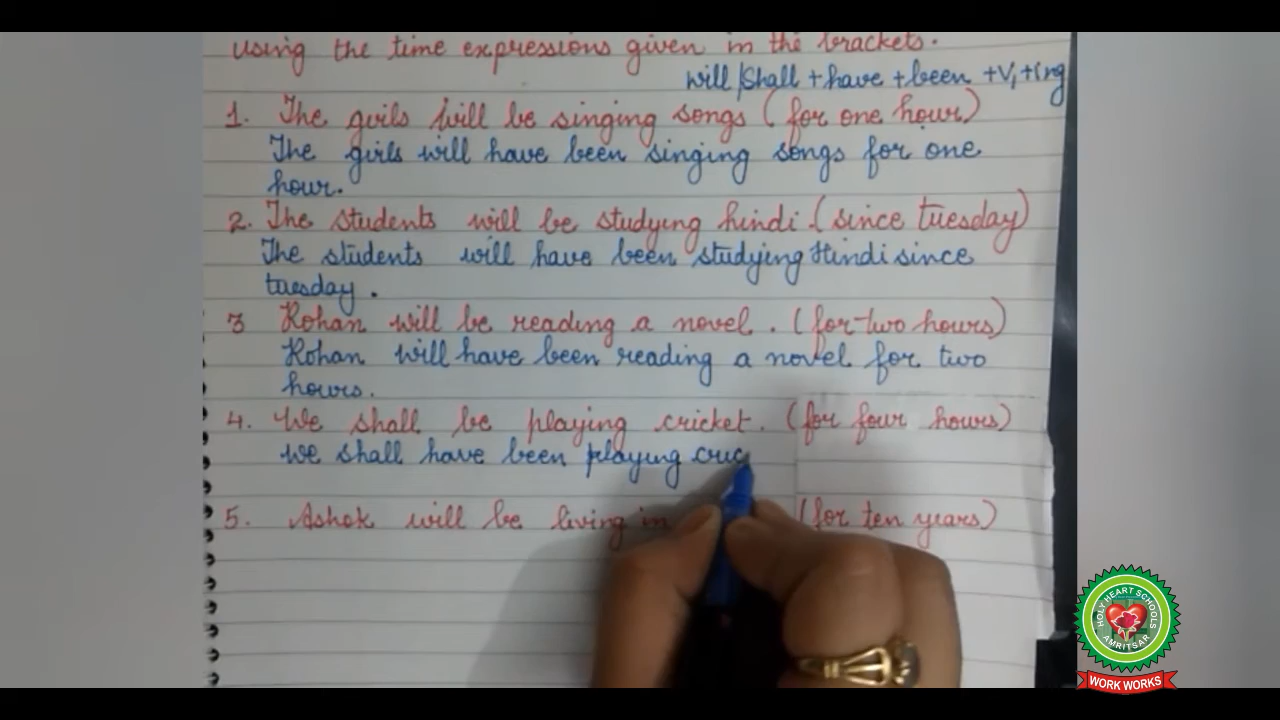 using the time expressions given in the brackets.
will/shall + have + been + V1 + ing
1. The girls will be singing songs (for one hour)
The girls will have been singing songs for one
hour.
2. The students will be studying hindi. (since tuesday)
The students will have been studying Hindi since
tuesday.
3 Rohan will be reading a novel. (for two hours)
Rohan will have been reading a novel for two
hours.
4. We shall be playing cricket. (for four hours)
we shall have been playing cric
5. Ashok will be living in (for ten years)
HOLY HEART SCHOOLS
AMRITSAR
WORK WORKS